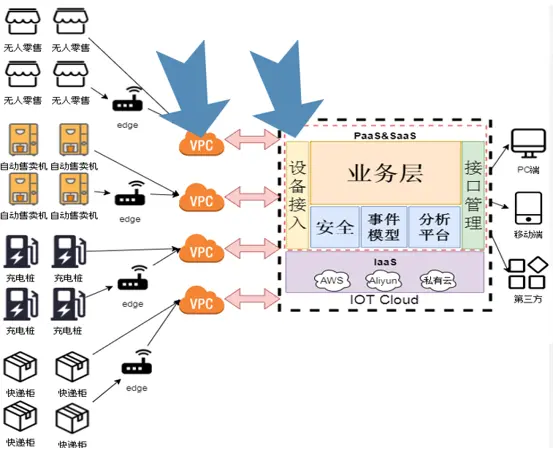 无人零售 无人零售
无人零售 无人零售
edge
自动售卖机 自动售卖机
自动售卖机 自动售卖机
edge
充电桩 充电桩
充电桩 充电桩
edge
快递柜 快递柜
快递柜 快递柜
edge
VPC
VPC
VPC
VPC
PaaS&SaaS
设备接入
业务层
安全
事件模型
分析平台
接口管理
IaaS
AWS
Aliyun
私有云
IOT Cloud
PC端
移动端
第三方